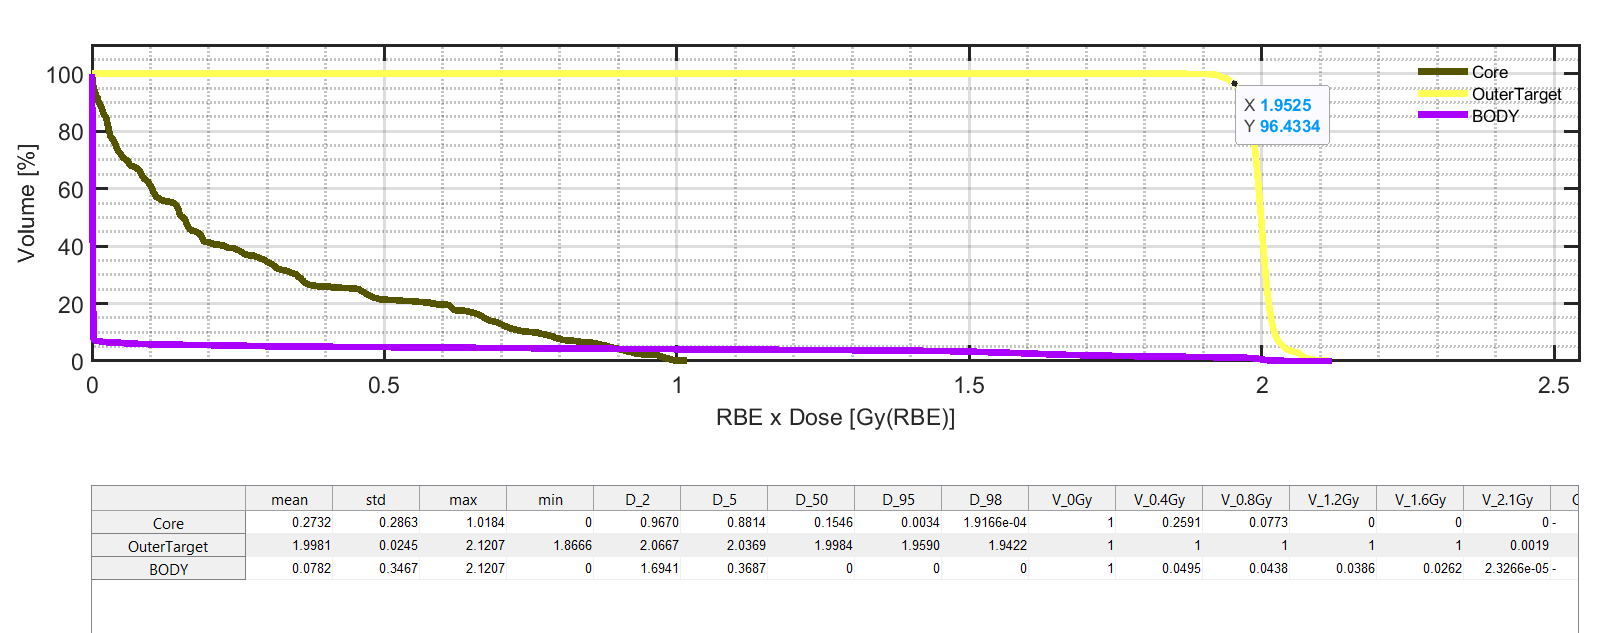 100
80
60
40
20
0
Volume [%]
0 0.5 1 1.5 2 2.5
RBE x Dose [Gy(RBE)]
Core
OuterTarget
BODY
X 1.9525
Y 96.4334
mean std max min D_2 D_5 D_50 D_95 D_98 V_0Gy V_0.4Gy V_0.8Gy V_1.2Gy V_1.6Gy V_2.1Gy
Core 0.2732 0.2863 1.0184 0 0.9670 0.8814 0.1546 0.0034 1.9166e-04 1 0.2591 0.0773 0 0 0 -
OuterTarget 1.9981 0.0245 2.1207 1.8666 2.0667 2.0369 1.9984 1.9590 1.9422 1 1 1 1 1 0.0019
BODY 0.0782 0.3467 2.1207 0 1.6941 0.3687 0 0 0 1 0.0495 0.0438 0.0386 0.0262 2.3266e-05 -